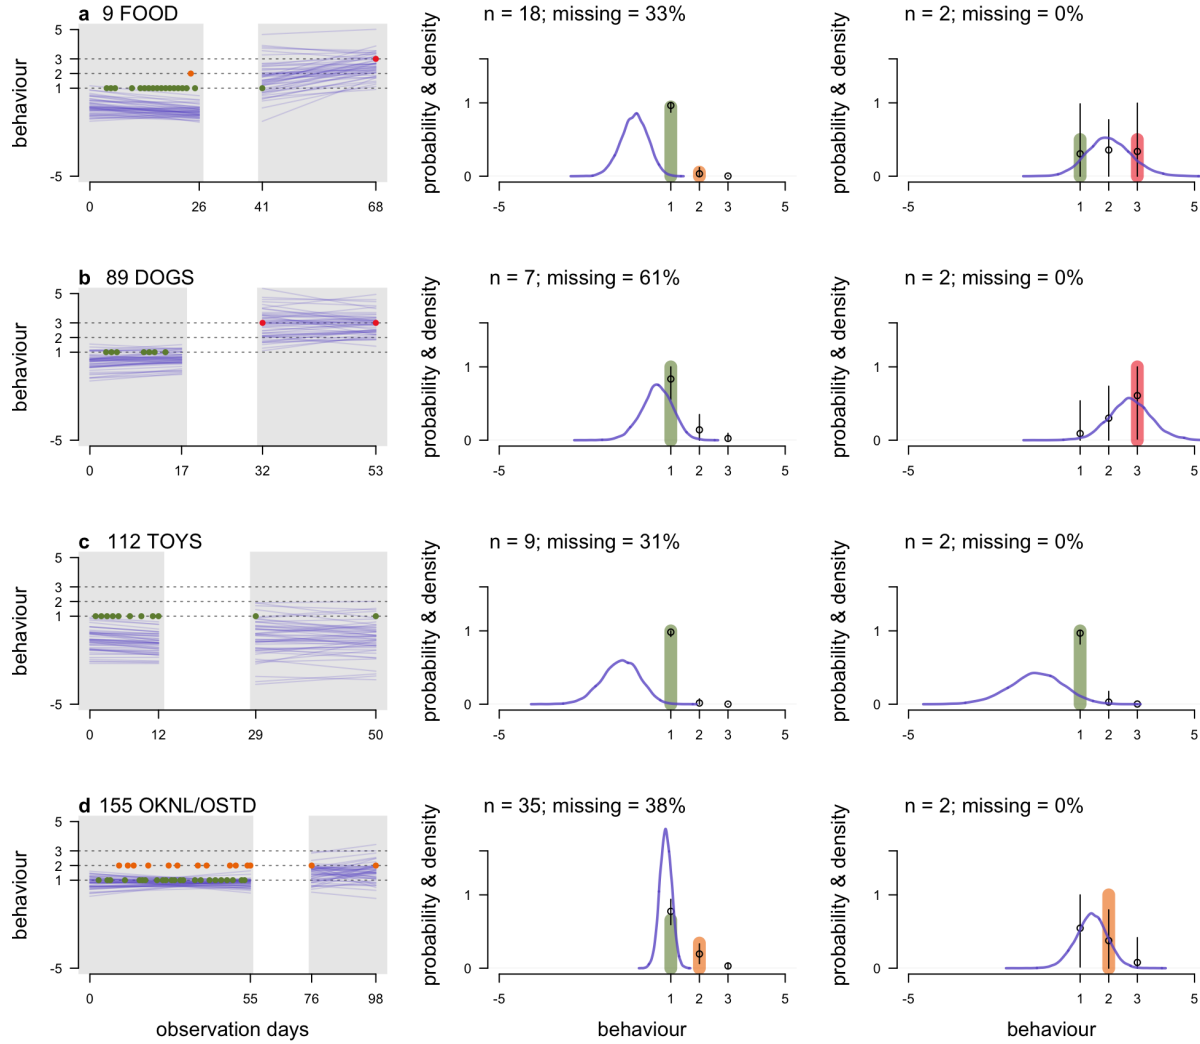 a 9 FOOD
n = 18; missing = 33%
n = 2; missing = 0%
behaviour
5
3
2
1
-5
0 26 41 68
probability & density
1
0
-5 1 2 3 5
probability & density
1
0
-5 1 2 3 5
b 89 DOGS
n = 7; missing = 61%
n = 2; missing = 0%
behaviour
5
3
2
1
-5
0 17 32 53
probability & density
1
0
-5 1 2 3 5
probability & density
1
0
-5 1 2 3 5
c 112 TOYS
n = 9; missing = 31%
n = 2; missing = 0%
behaviour
5
3
2
1
-5
0 12 29 50
probability & density
1
0
-5 1 2 3 5
probability & density
1
0
-5 1 2 3 5
d 155 OKNL/OSTD
n = 35; missing = 38%
n = 2; missing = 0%
behaviour
5
3
2
1
-5
0 55 76 98
observation days
probability & density
1
0
-5 1 2 3 5
behaviour
probability & density
1
0
-5 1 2 3 5
behaviour